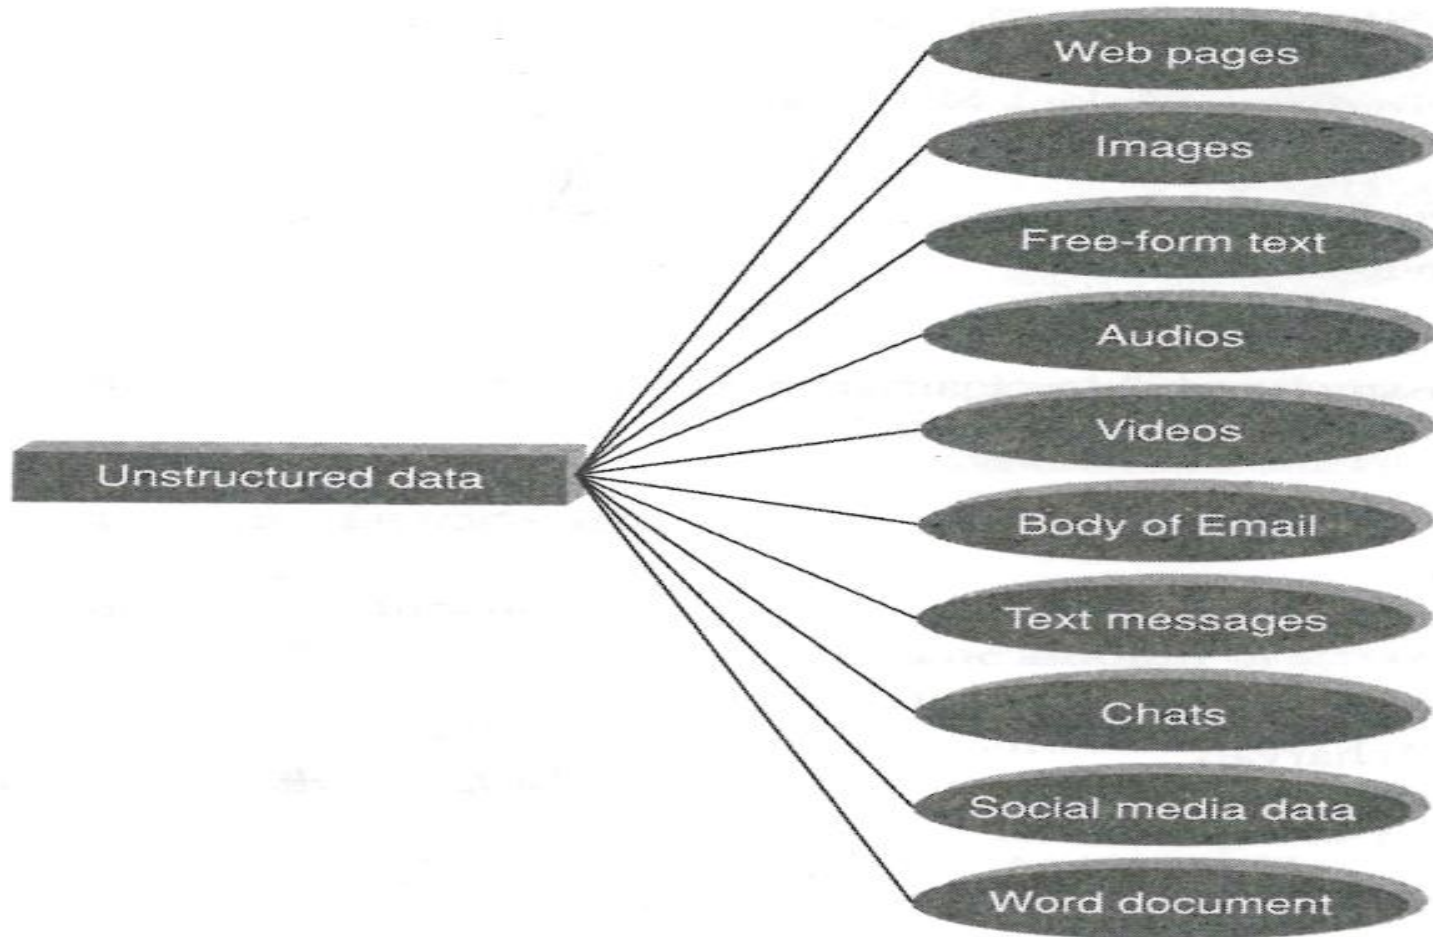 Web pages
Images
Free-form text
Audios
Videos
Unstructured data
Body of Email
Text messages
Chats
Social media data
Word document